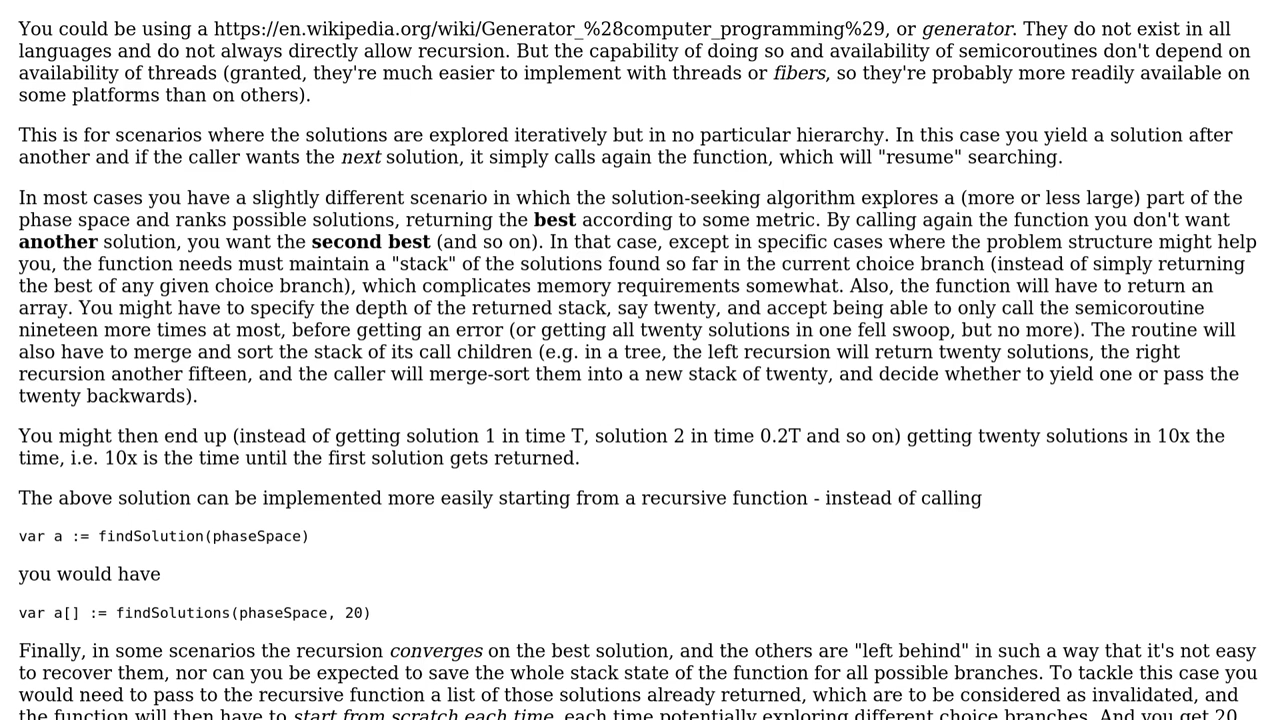 You could be using a https://en.wikipedia.org/wiki/Generator_%28computer_programming%29, or generator. They do not exist in all
languages and do not always directly allow recursion. But the capability of doing so and availability of semicoroutines don't depend on
availability of threads (granted, they're much easier to implement with threads or fibers, so they're probably more readily available on
some platforms than on others).
This is for scenarios where the solutions are explored iteratively but in no particular hierarchy. In this case you yield a solution after
another and if the caller wants the next solution, it simply calls again the function, which will "resume" searching.
In most cases you have a slightly different scenario in which the solution-seeking algorithm explores a (more or less large) part of the
phase space and ranks possible solutions, returning the best according to some metric. By calling again the function you don't want
another solution, you want the second best (and so on). In that case, except in specific cases where the problem structure might help
you, the function needs must maintain a "stack" of the solutions found so far in the current choice branch (instead of simply returning
the best of any given choice branch), which complicates memory requirements somewhat. Also, the function will have to return an
array. You might have to specify the depth of the returned stack, say twenty, and accept being able to only call the semicoroutine
nineteen more times at most, before getting an error (or getting all twenty solutions in one fell swoop, but no more). The routine will
also have to merge and sort the stack of its call children (e.g. in a tree, the left recursion will return twenty solutions, the right
recursion another fifteen, and the caller will merge-sort them into a new stack of twenty, and decide whether to yield one or pass the
twenty backwards).
You might then end up (instead of getting solution 1 in time T, solution 2 in time 0.2T and so on) getting twenty solutions in 10x the
time, i.e. 10x is the time until the first solution gets returned.
The above solution can be implemented more easily starting from a recursive function - instead of calling
var a := findSolution(phaseSpace)
you would have
var a[] := findSolutions(phaseSpace, 20)
Finally, in some scenarios the recursion converges on the best solution, and the others are "left behind" in such a way that it's not easy
to recover them, nor can you be expected to save the whole stack state of the function for all possible branches. To tackle this case you
would need to pass to the recursive function a list of those solutions already returned, which are to be considered as invalidated, and
the function will then have to start from scratch each time, each time potentially exploring different choice branches. And you get 20